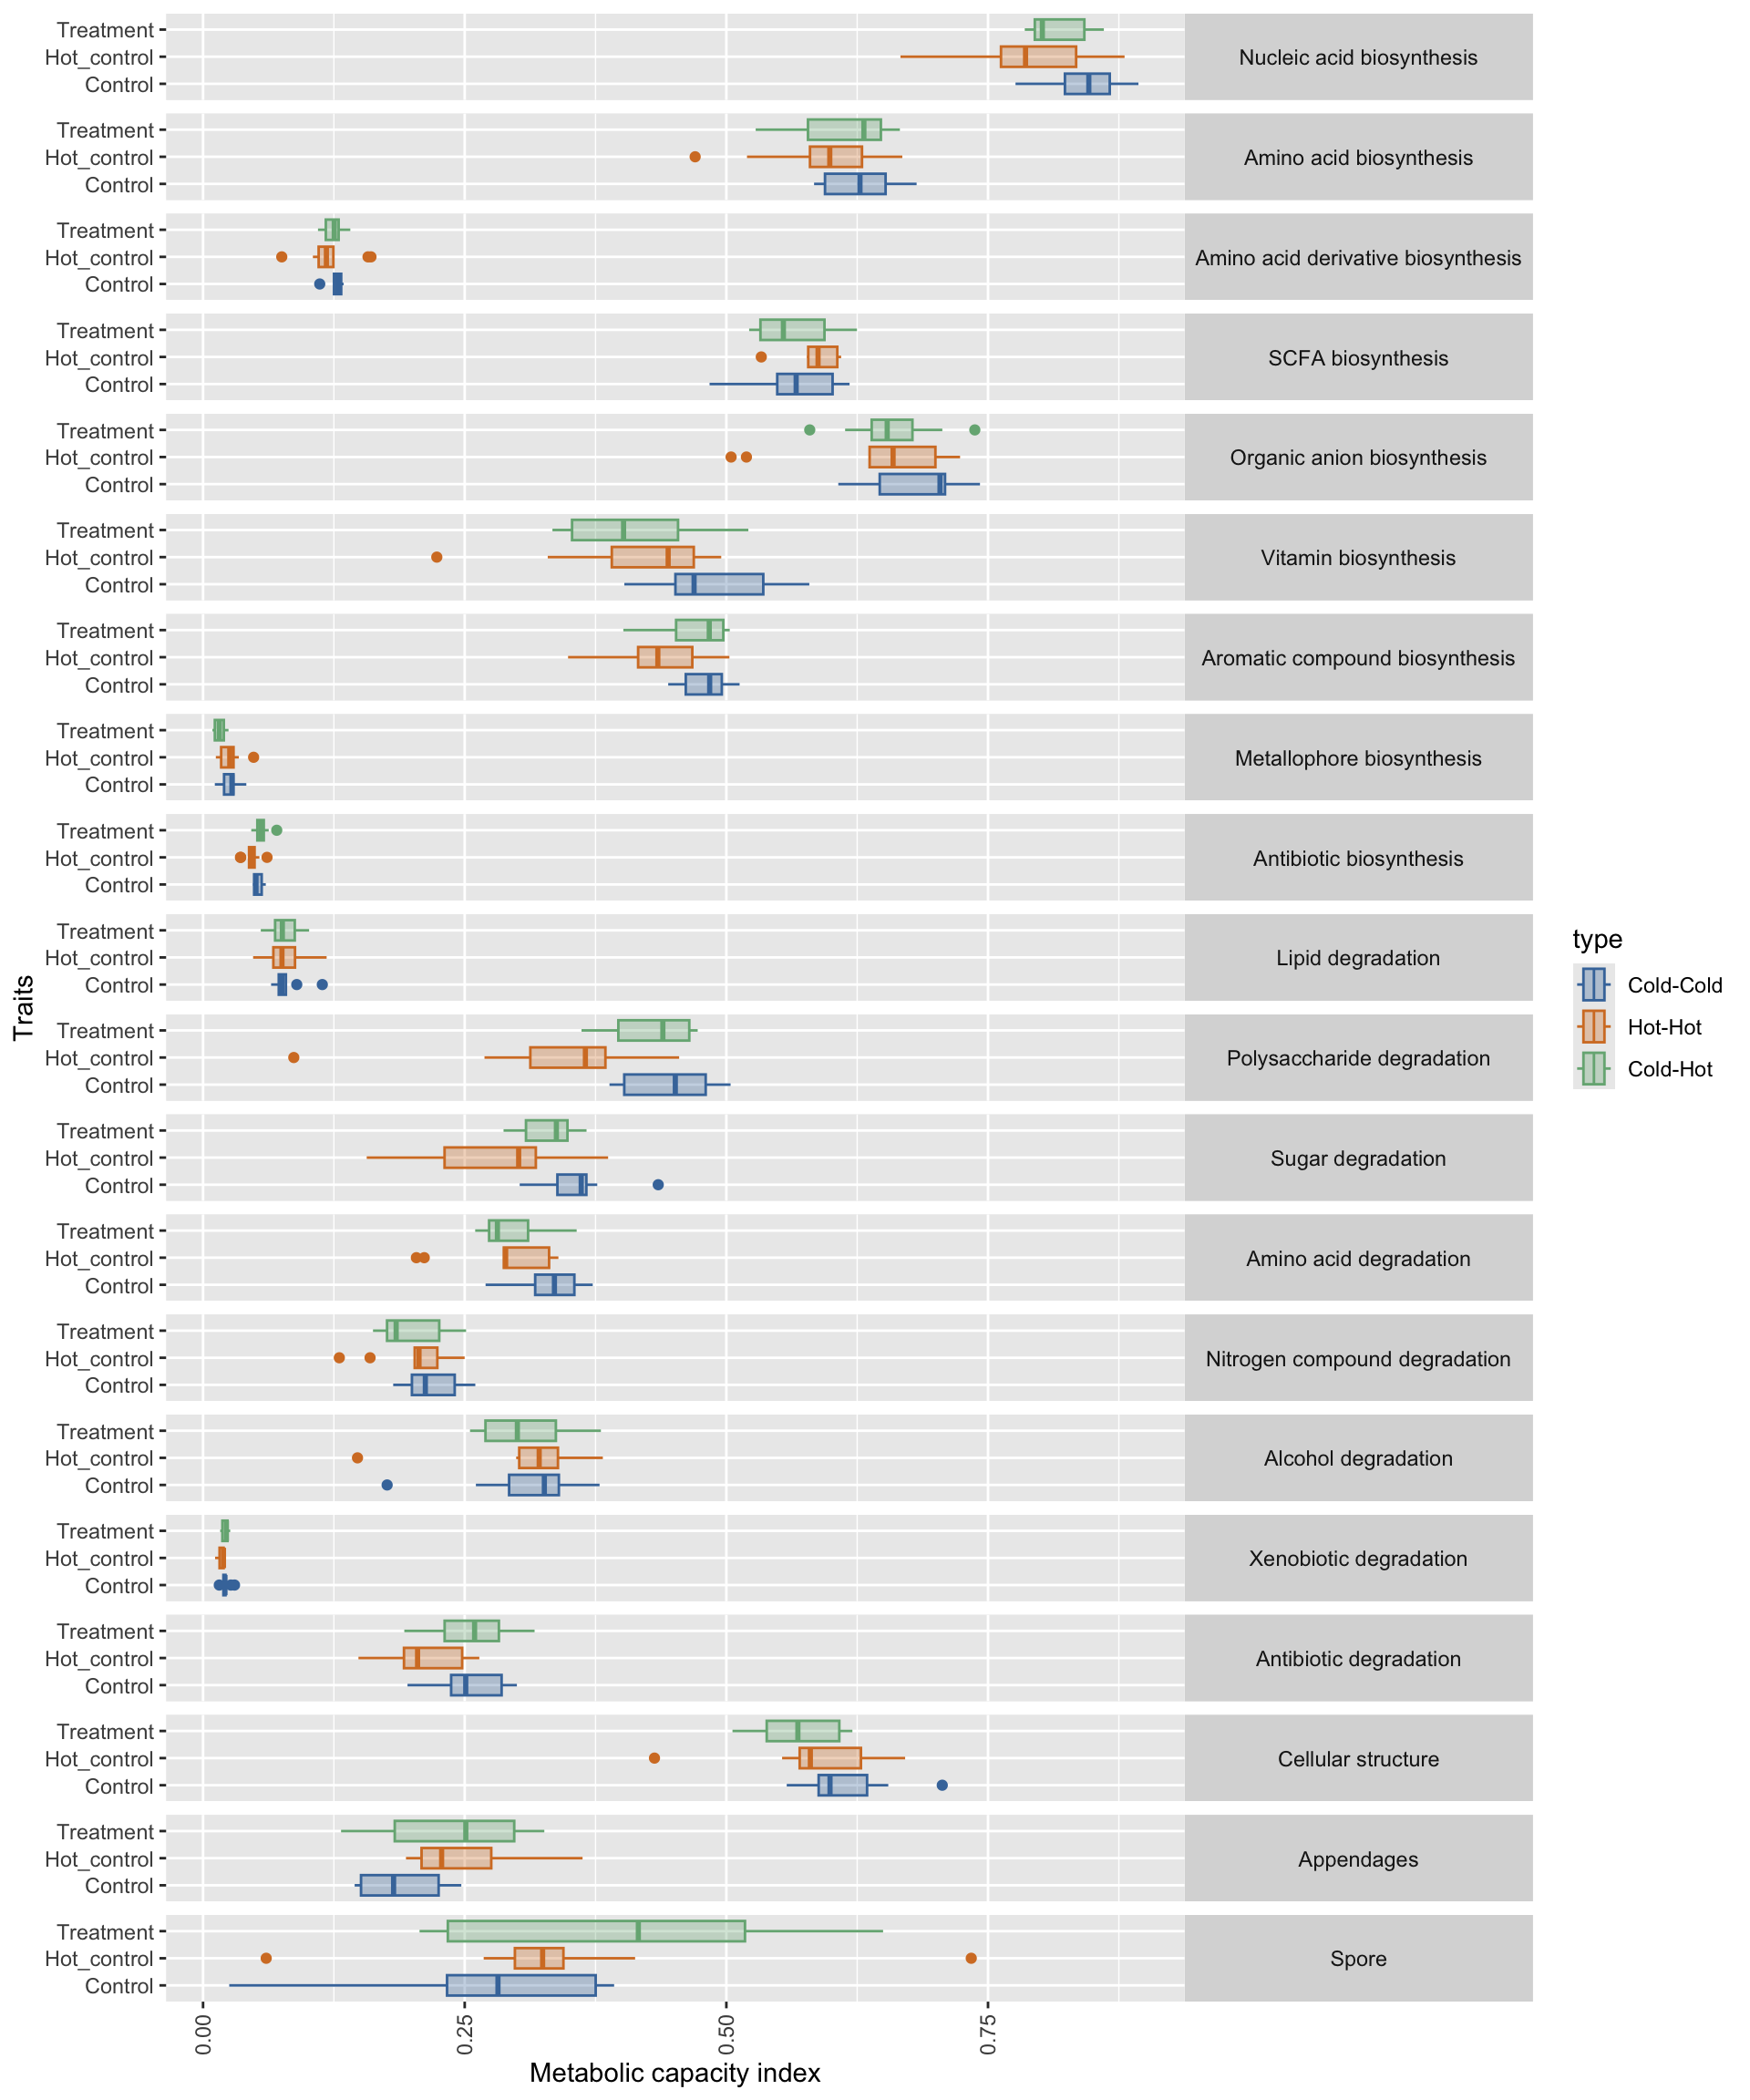 Treatment
Hot_control
Control
Nucleic acid biosynthesis
Treatment
Hot_control
Control
Amino acid biosynthesis
Treatment
Hot_control
Control
Amino acid derivative biosynthesis
Treatment
Hot_control
Control
SCFA biosynthesis
Treatment
Hot_control
Control
Organic anion biosynthesis
Treatment
Hot_control
Control
Vitamin biosynthesis
Treatment
Hot_control
Control
Aromatic compound biosynthesis
Treatment
Hot_control
Control
Metallophore biosynthesis
Treatment
Hot_control
Control
Antibiotic biosynthesis
Treatment
Hot_control
Control
Lipid degradation
Treatment
Hot_control
Control
Polysaccharide degradation
Treatment
Hot_control
Control
Sugar degradation
Treatment
Hot_control
Control
Amino acid degradation
Treatment
Hot_control
Control
Nitrogen compound degradation
Treatment
Hot_control
Control
Alcohol degradation
Treatment
Hot_control
Control
Xenobiotic degradation
Treatment
Hot_control
Control
Antibiotic degradation
Treatment
Hot_control
Control
Cellular structure
Treatment
Hot_control
Control
Appendages
Treatment
Hot_control
Control
Spore
Traits
0.00
0.25
0.50
0.75
Metabolic capacity index
type
Cold-Cold
Hot-Hot
Cold-Hot